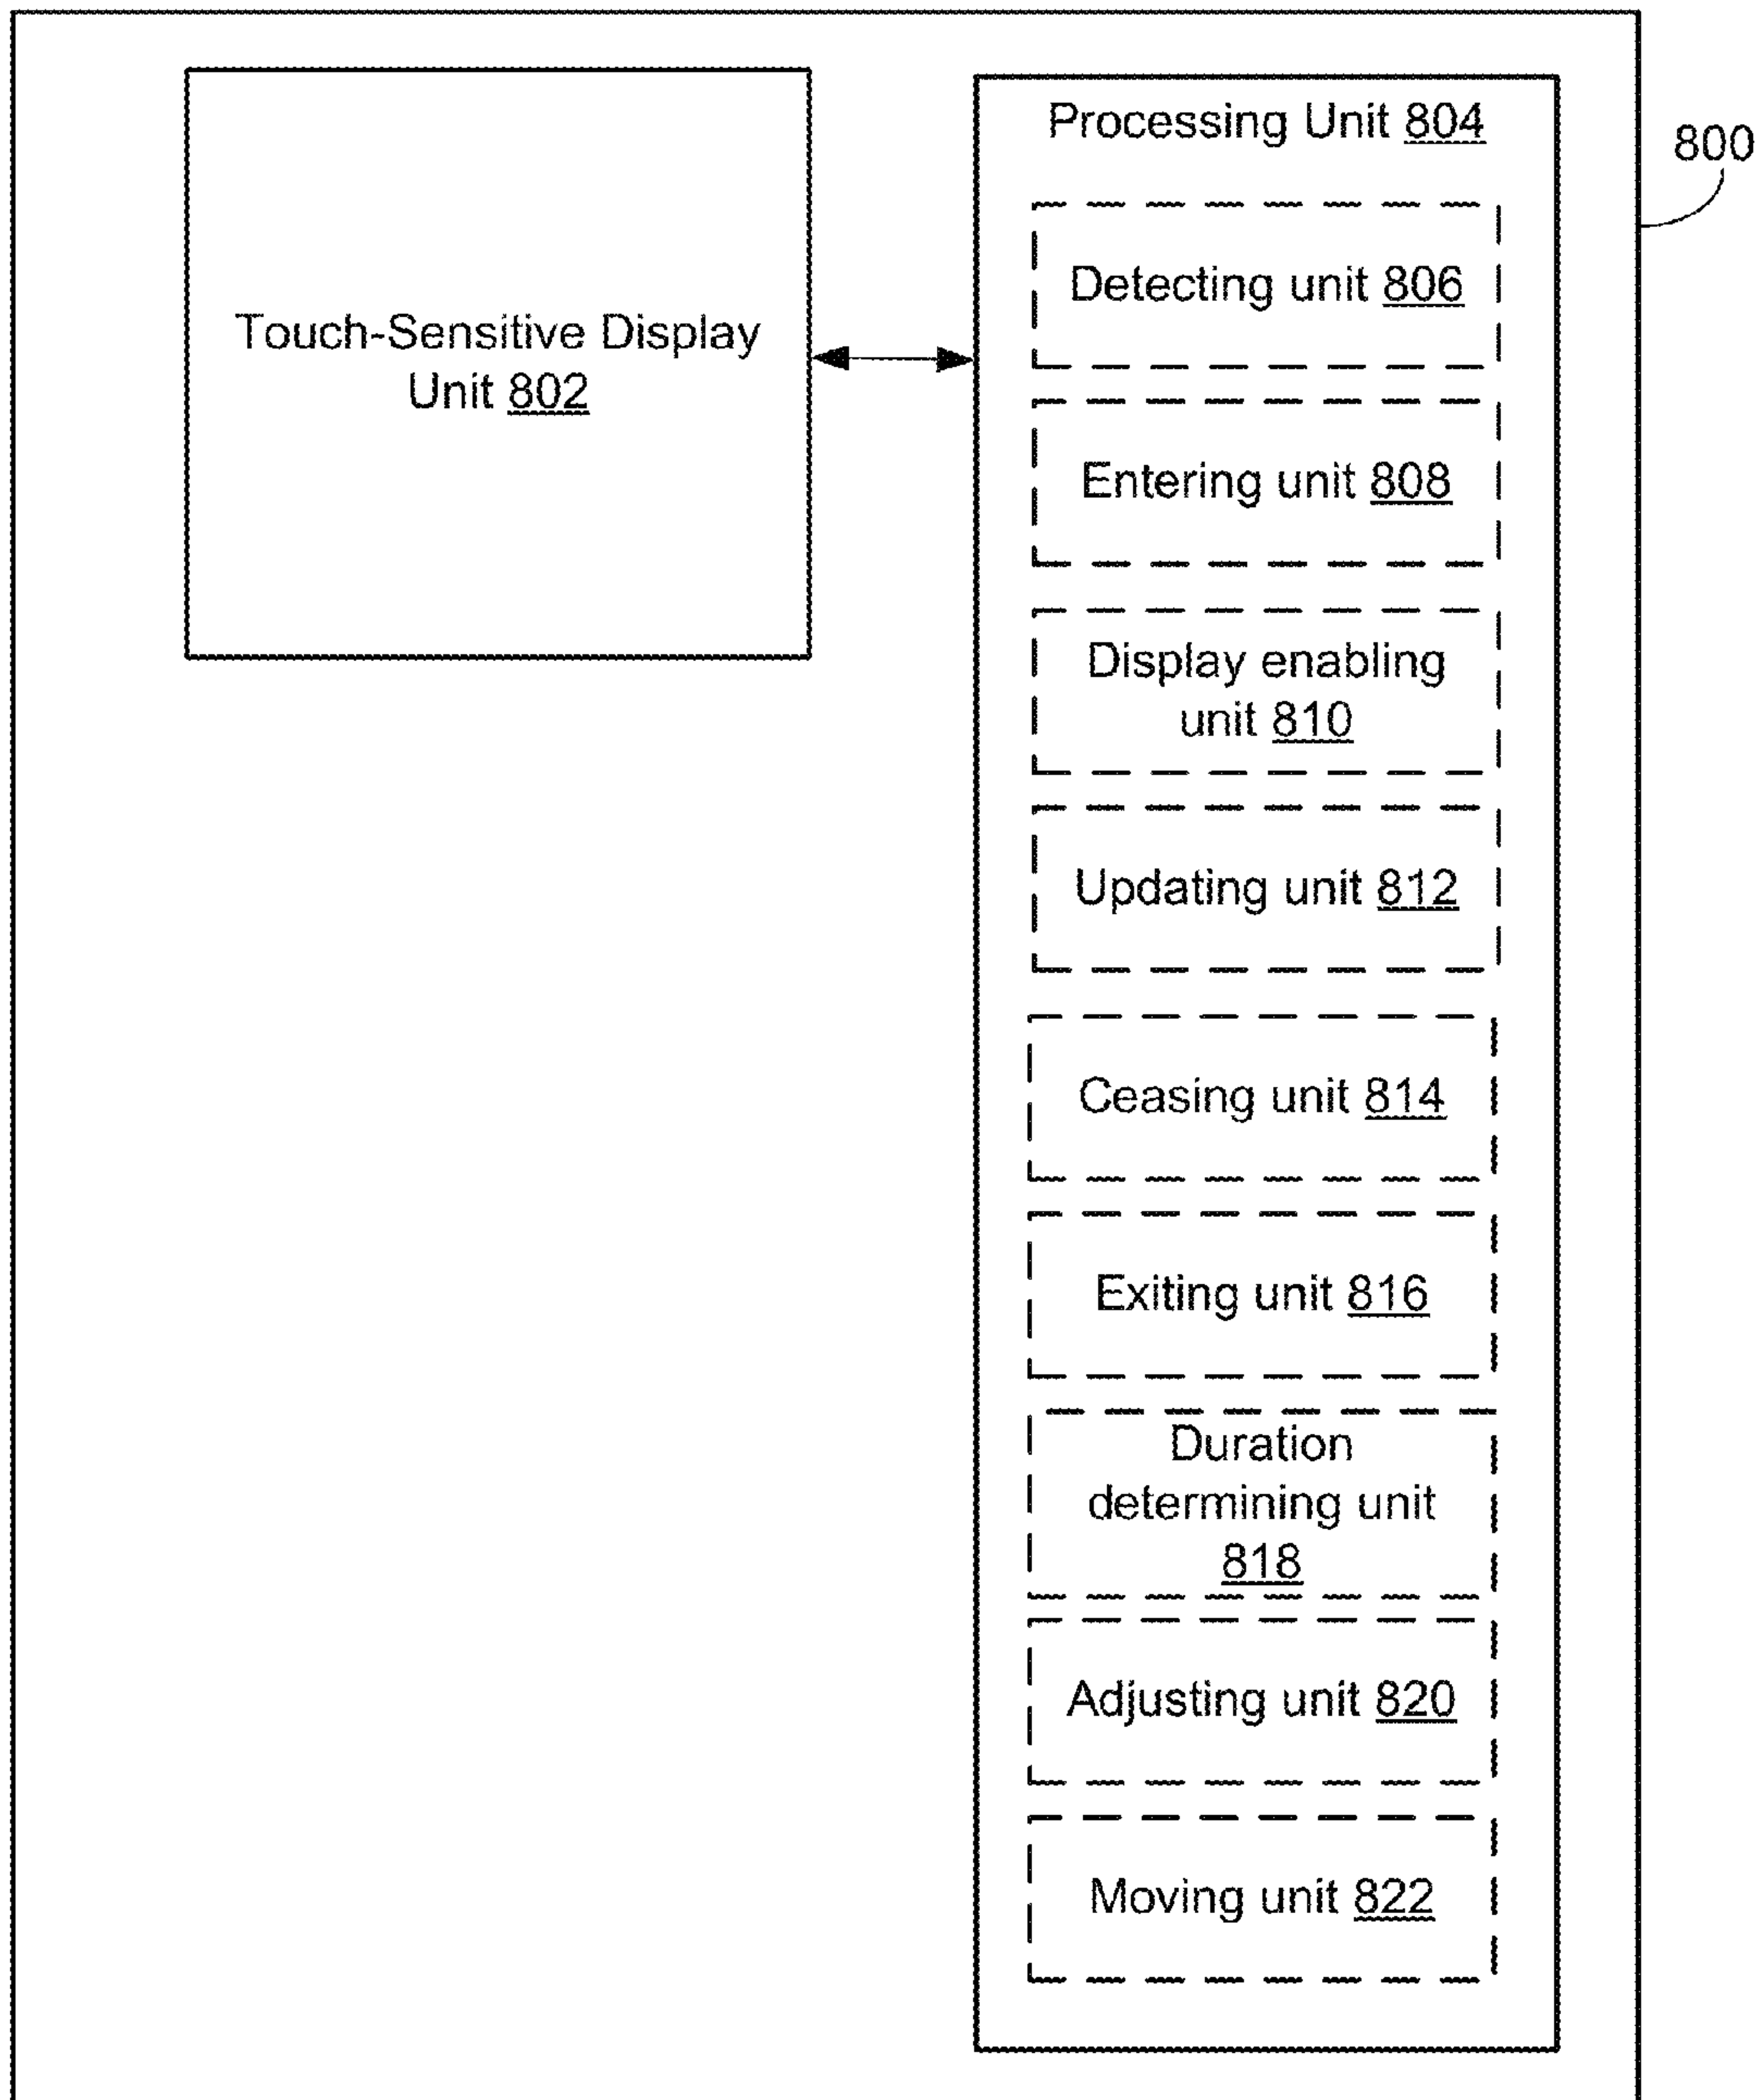 Processing Unit 804
800
Touch-Sensitive Display
Unit 802
Detecting unit 806
Entering unit 808
Display enabling
unit 810
Updating unit 812
Ceasing unit 814
Exiting unit 816
Duration
determining unit
818
Adjusting unit 820
Moving unit 822